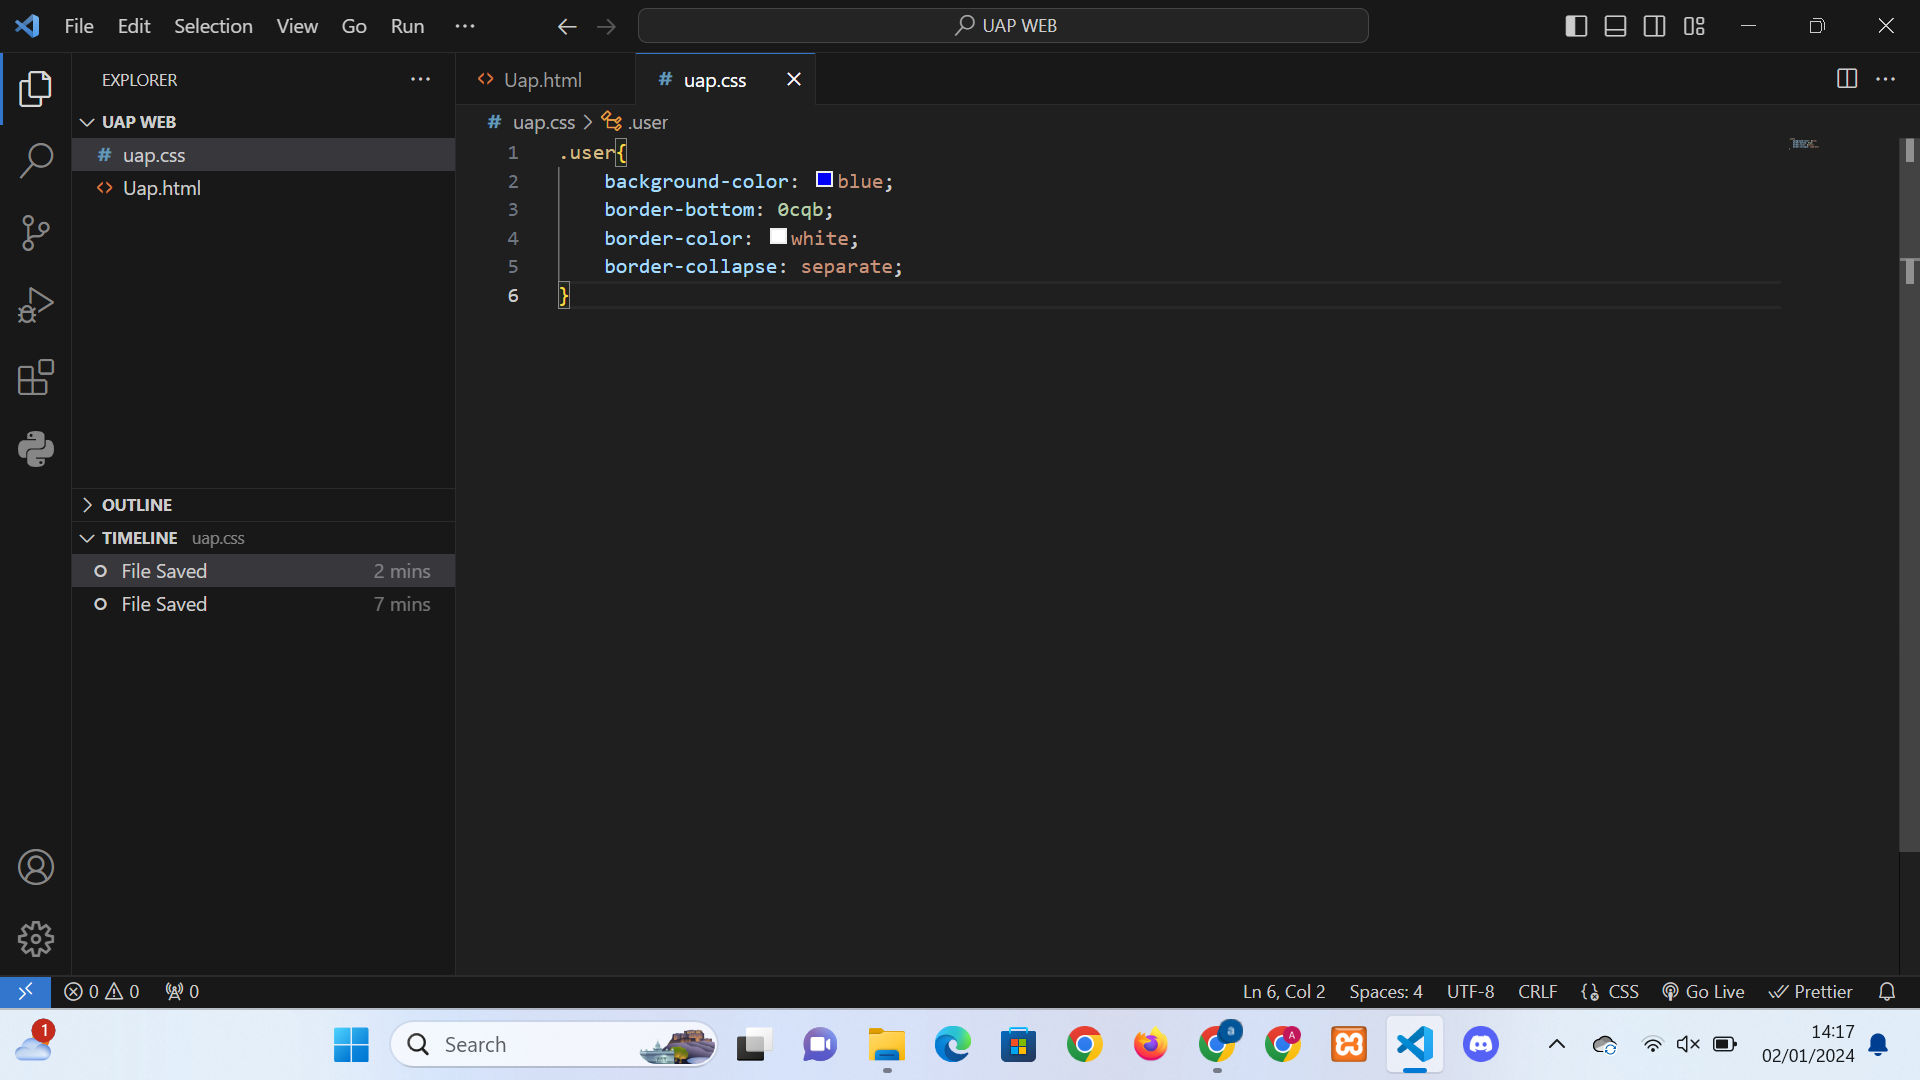 File Edit Selection View Go Run ··· UAP WEB
EXPLORER
UAP WEB
# uap.css
<> Uap.html
OUTLINE
TIMELINE uap.css
File Saved 2 mins
File Saved 7 mins
<> Uap.html # uap.css
# uap.css > .user
1 .user{
2 background-color: blue;
3 border-bottom: 0cqb;
4 border-color: white;
5 border-collapse: separate;
6 }
0 0 0 Ln 6, Col 2 Spaces: 4 UTF-8 CRLF CSS Go Live Prettier
1 Search a A 14:17
02/01/2024